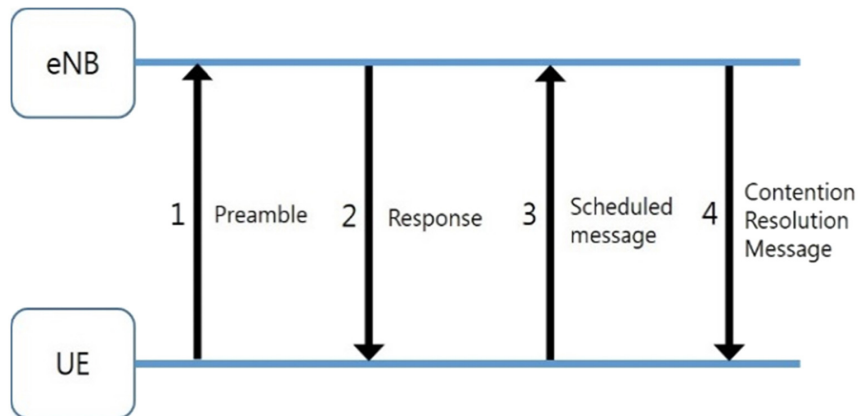 eNB
1 Preamble
2 Response
3 Scheduled
message
4 Contention
Resolution
Message
UE